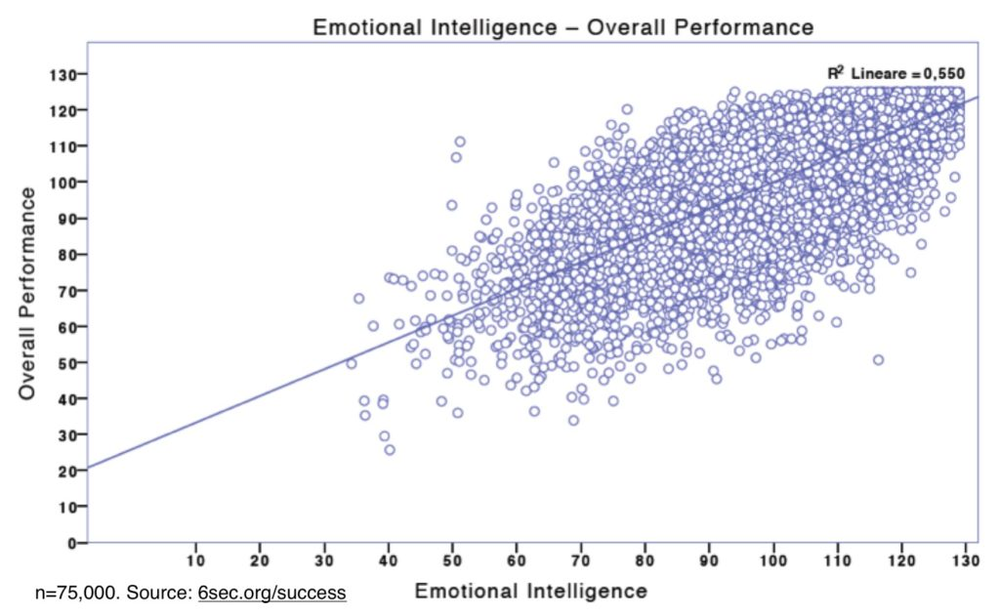 Emotional Intelligence – Overall Performance
R² Lineare = 0,550
130
120
110
100
90
80
70
60
50
40
30
20
10
0
Overall Performance
10 20 30 40 50 60 70 80 90 100 110 120 130
Emotional Intelligence
n=75,000. Source: 6sec.org/success